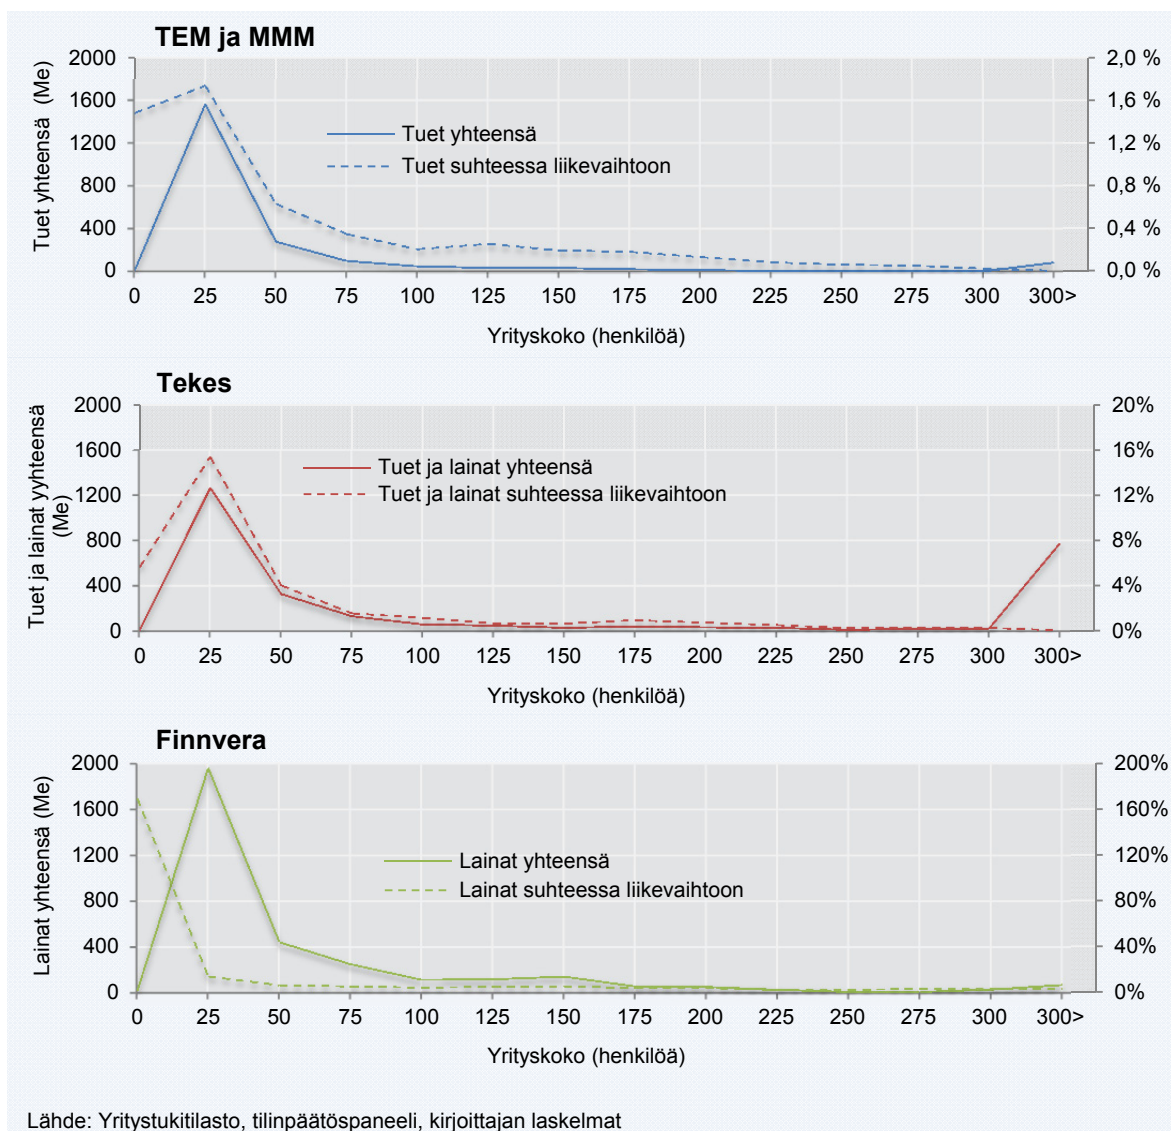 TEM ja MMM
Tuet yhteensä (Me)
2000
1600
1200
800
400
0
2,0 %
1,6 %
1,2 %
0,8 %
0,4 %
0,0 %
Tuet yhteensä
Tuet suhteessa liikevaihtoon
0 25 50 75 100 125 150 175 200 225 250 275 300 300>
Yrityskoko (henkilöä)
Tekes
Tuet ja lainat yyhteensä
(Me)
2000
1600
1200
800
400
0
20%
16%
12%
8%
4%
0%
Tuet ja lainat yhteensä
Tuet ja lainat suhteessa liikevaihtoon
0 25 50 75 100 125 150 175 200 225 250 275 300 300>
Yrityskoko (henkilöä)
Finnvera
Lainat yhteensä (Me)
2000
1600
1200
800
400
0
200%
160%
120%
80%
40%
0%
Lainat yhteensä
Lainat suhteessa liikevaihtoon
0 25 50 75 100 125 150 175 200 225 250 275 300 300>
Yrityskoko (henkilöä)
Lähde: Yritystukitilasto, tilinpäätöspaneeli, kirjoittajan laskelmat